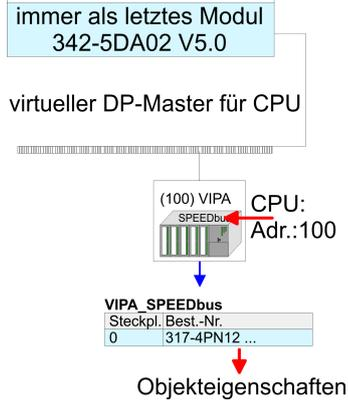 immer als letztes Modul
342-5DA02 V5.0
virtueller DP-Master für CPU
(100) VIPA
SPEEDbus
CPU:
Adr.:100
VIPA_SPEEDbus
Steckpl. Best.-Nr.
0 317-4PN12 ...
Objekteigenschaften